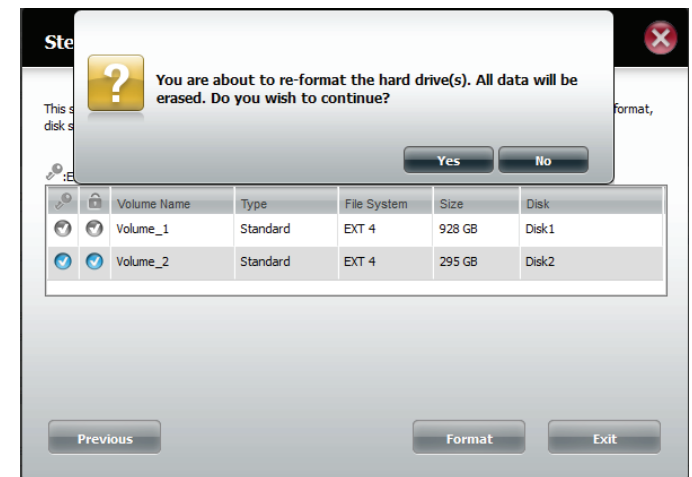 Ste
You are about to re-format the hard drive(s). All data will be
erased. Do you wish to continue?
This s
format,
disk s
Yes No
:E
Volume Name Type File System Size Disk
Volume_1 Standard EXT 4 928 GB Disk1
Volume_2 Standard EXT 4 295 GB Disk2
Previous Format Exit